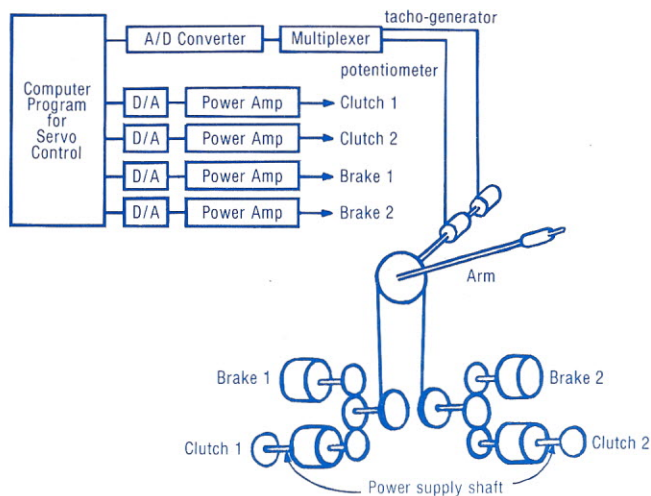 tacho-generator
A/D Converter
Multiplexer
potentiometer
Computer
Program
for
Servo
Control
D/A
Power Amp
Clutch 1
D/A
Power Amp
Clutch 2
D/A
Power Amp
Brake 1
D/A
Power Amp
Brake 2
Arm
Brake 1
Brake 2
Clutch 1
Clutch 2
Power supply shaft